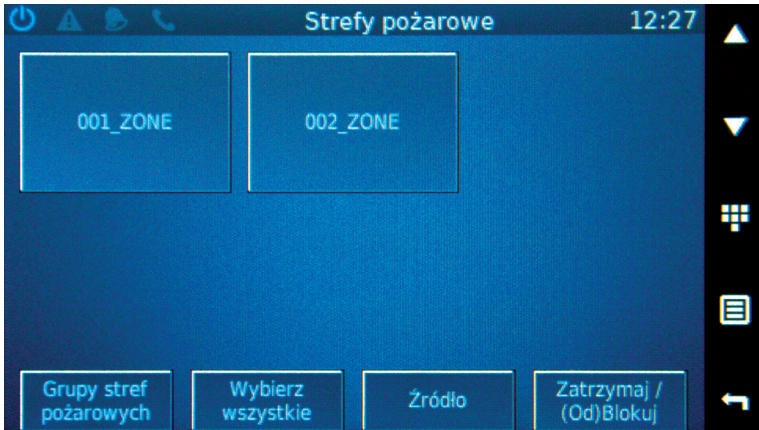 Strefy pożarowe
12:27
001_ZONE
002_ZONE
Grupy stref
pożarowych
Wybierz
wszystkie
Źródło
Zatrzymaj /
(Od)Blokuj